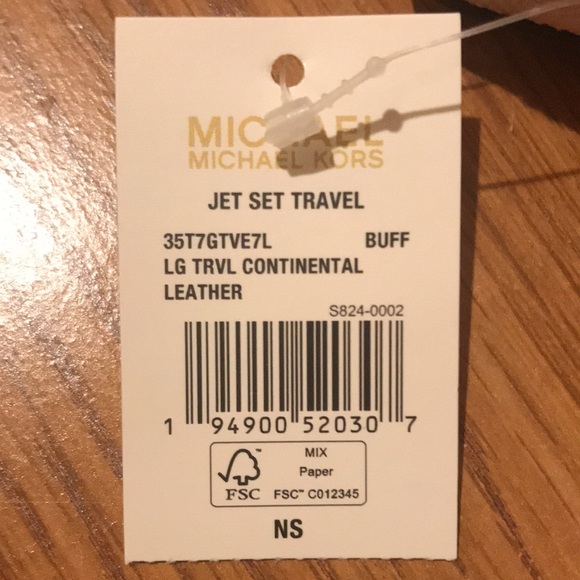 MICHAEL
MICHAEL KORS
JET SET TRAVEL
35T7GTVE7L BUFF
LG TRVL CONTINENTAL
LEATHER
S824-0002
1 94900 52030 7
MIX
Paper
FSC FSC™ C012345
NS